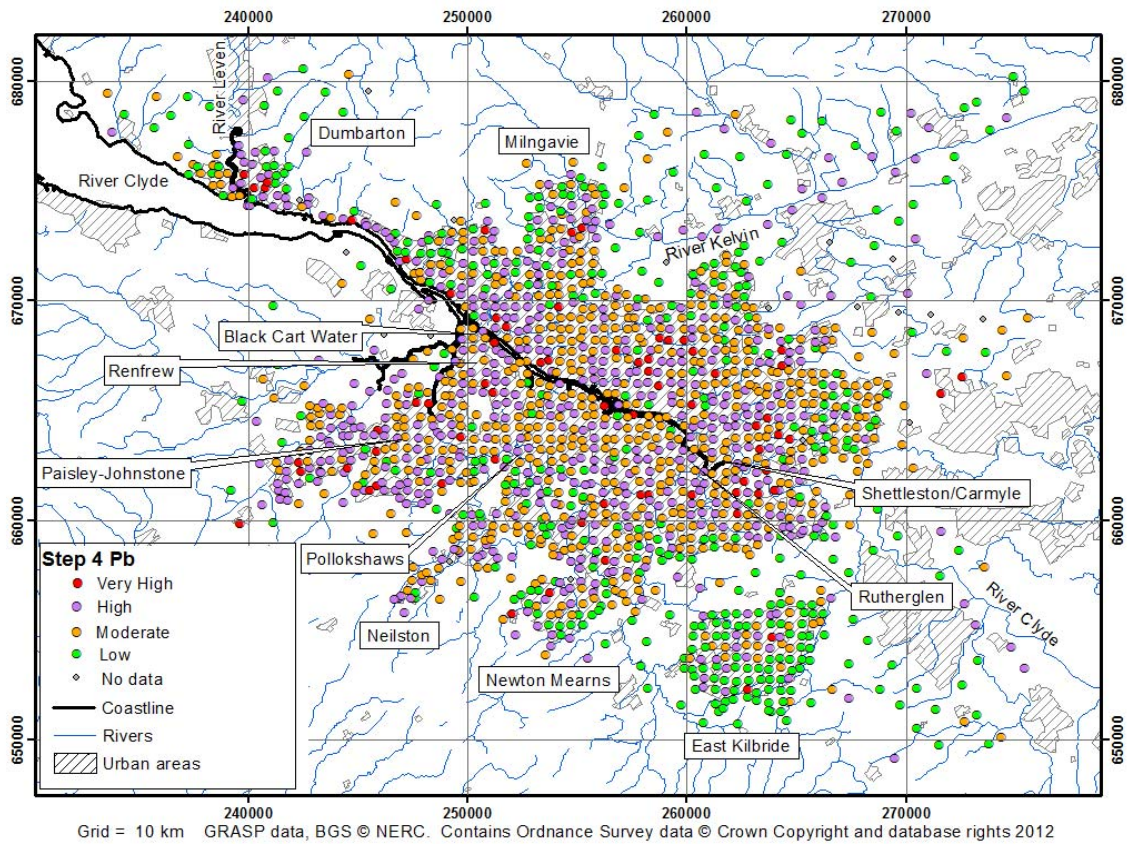 240000 250000 260000 270000
680000
680000
River Leven
Dumbarton
Milngavie
River Clyde
River Kelvin
670000
670000
Black Cart Water
Renfrew
Paisley-Johnstone
Shettleston/Carmyle
660000
660000
Pollokshaws
Rutherglen
River Clyde
Neilston
Newton Mearns
East Kilbride
650000
650000
Step 4 Pb
Very High
High
Moderate
Low
No data
Coastline
Rivers
Urban areas
240000 250000 260000 270000
Grid = 10 km GRASP data, BGS © NERC. Contains Ordnance Survey data © Crown Copyright and database rights 2012